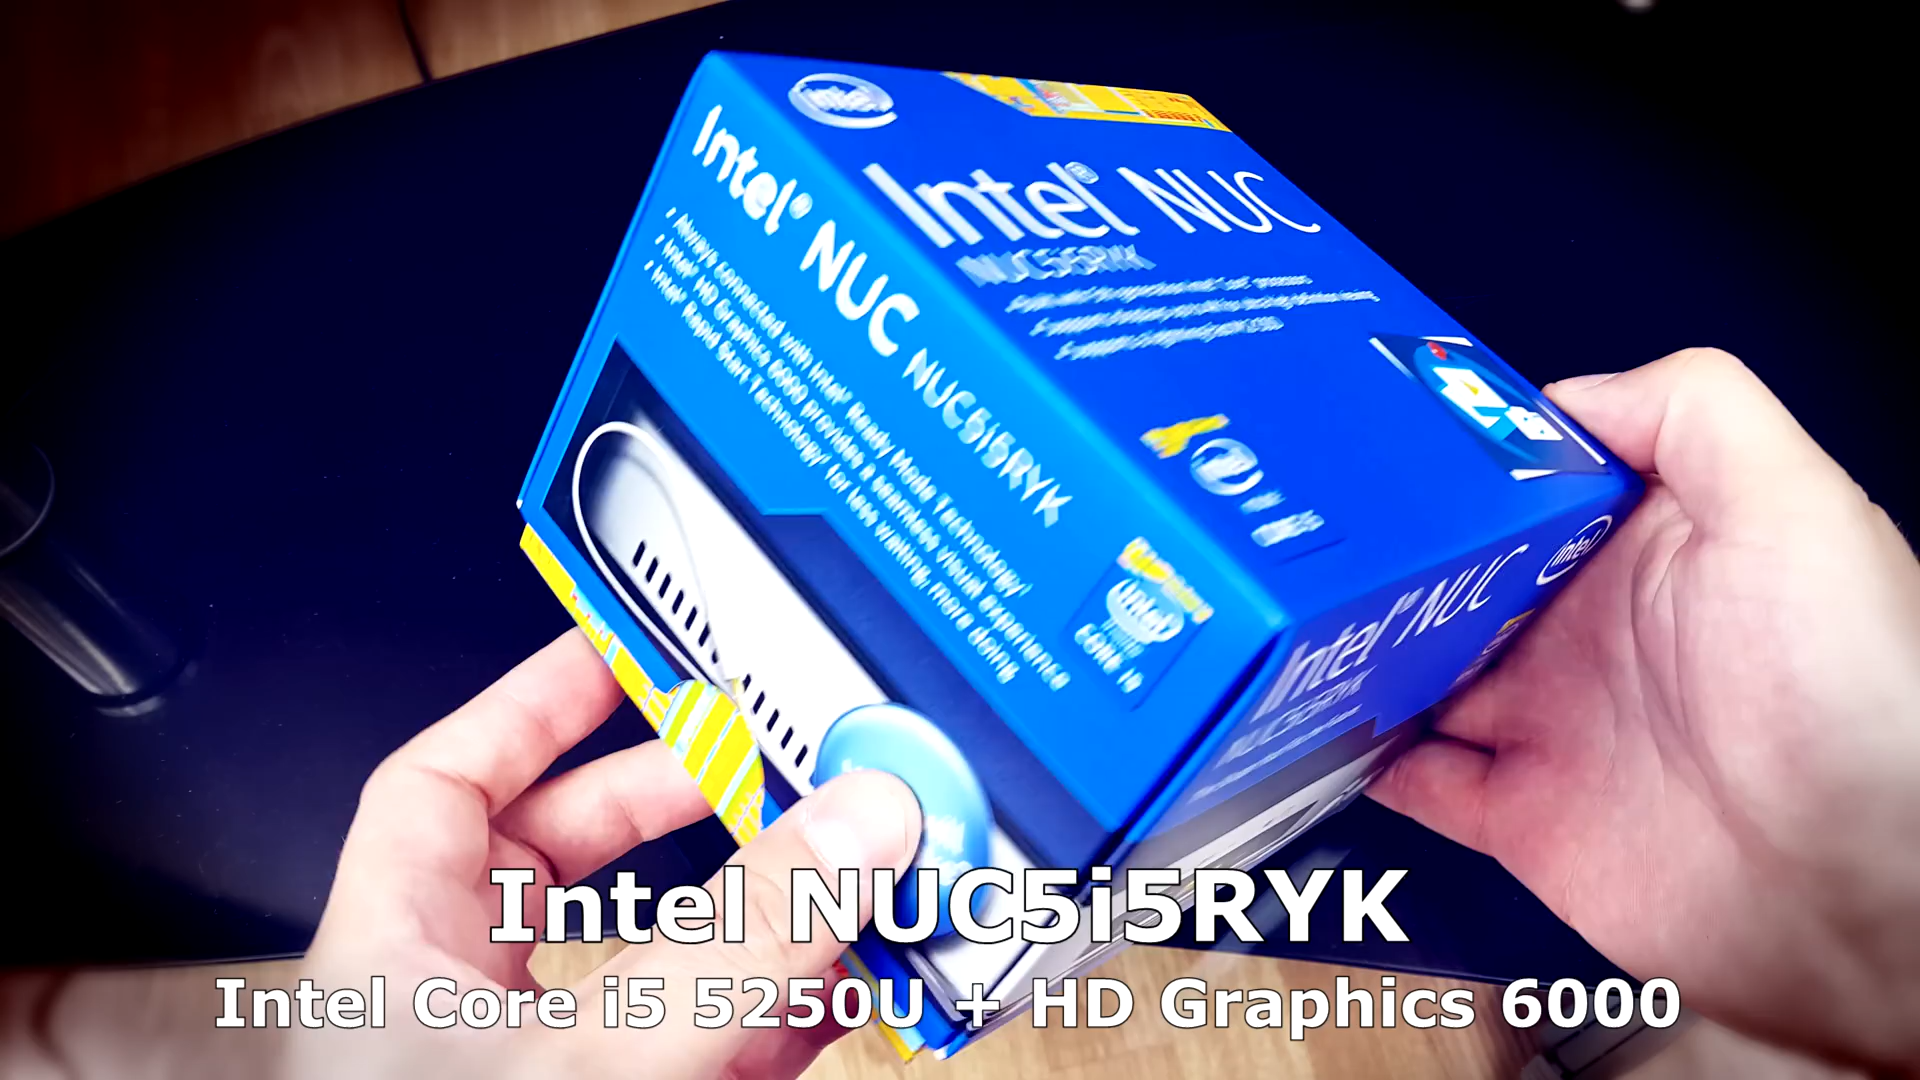 intel
Intel® NUC
NUC5i5RYK
Intel® NUC NUC5i5RYK
Always connected with Intel® Ready Mode Technology
Intel® HD Graphics 6000 provides a seamless visual experience
Intel® Rapid Start Technology for less waiting, more doing
intel
CORE i5
Intel® NUC
intel
NUC5i5RYK
Intel NUC5i5RYK
Intel Core i5 5250U + HD Graphics 6000